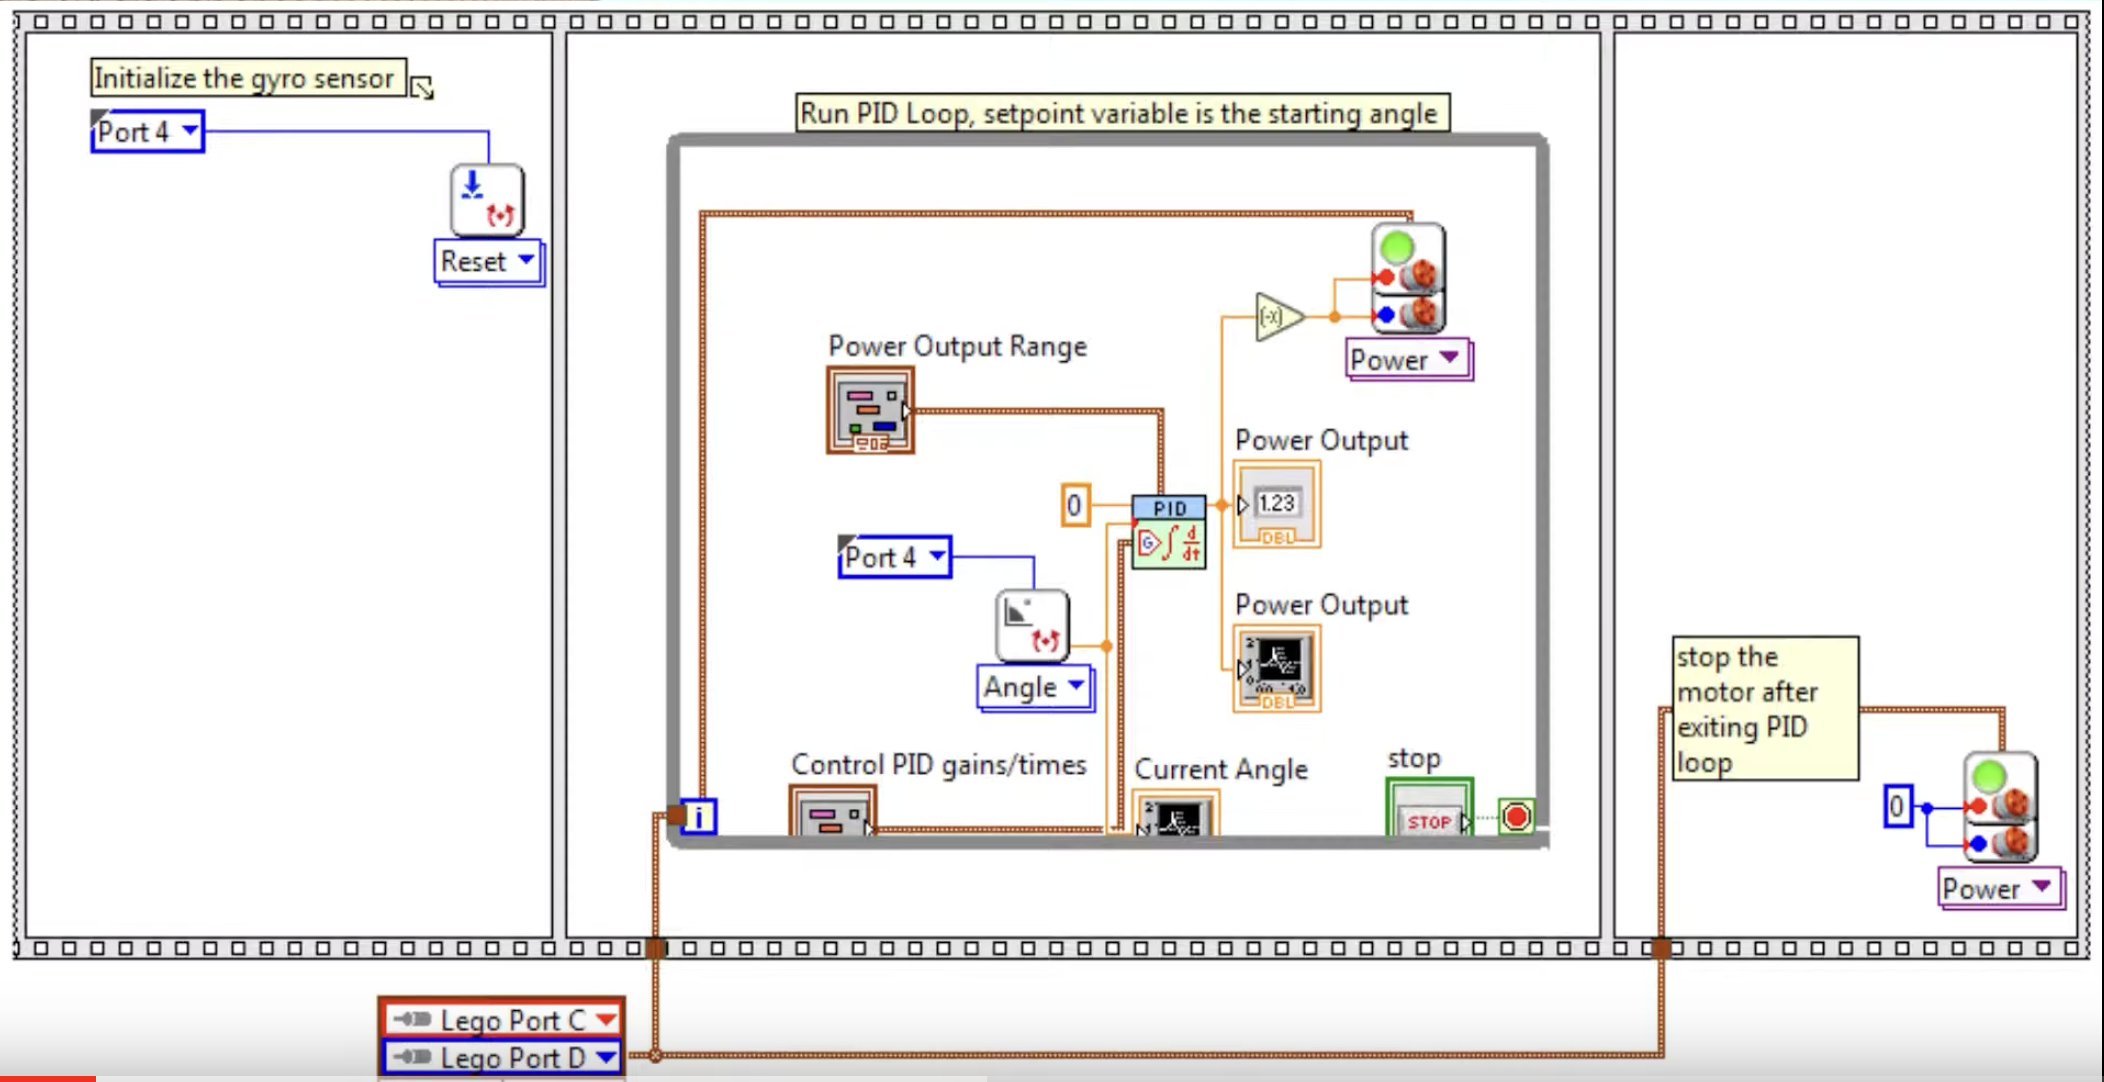 Initialize the gyro sensor
Port 4
Reset
Run PID Loop, setpoint variable is the starting angle
Power
Power Output Range
Power Output
1.23
DBL
0
PID
G
d
dt
Port 4
Angle
Power Output
DBL
Control PID gains/times
Current Angle
stop
STOP
i
stop the
motor after
exiting PID
loop
0
Power
Lego Port C
Lego Port D